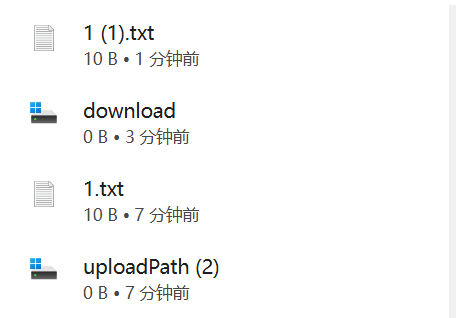 1 (1).txt
10 B • 1 分钟前
download
0 B • 3 分钟前
1.txt
10 B • 7 分钟前
uploadPath (2)
0 B • 7 分钟前